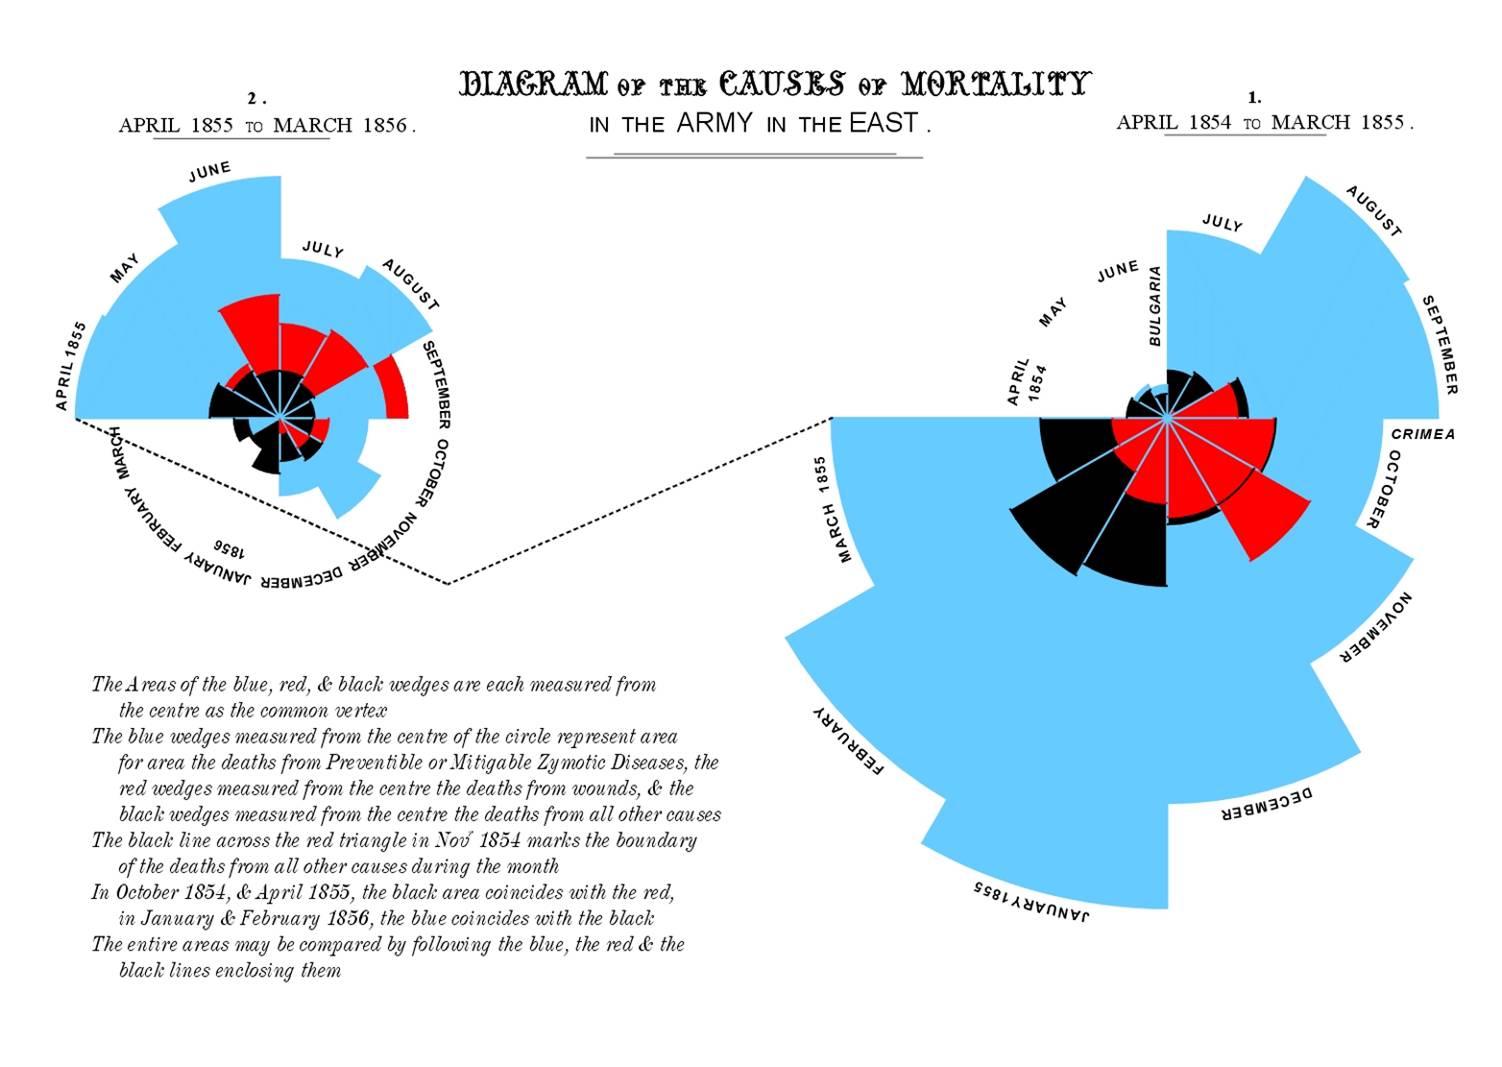 DIAGRAM OF THE CAUSES OF MORTALITY
IN THE ARMY IN THE EAST .
2 .
APRIL 1855 TO MARCH 1856 .
1.
APRIL 1854 TO MARCH 1855 .
APRIL 1855
MAY
JUNE
JULY
AUGUST
SEPTEMBER
OCTOBER
NOVEMBER
DECEMBER
JANUARY
1856
FEBRUARY
MARCH
APRIL
1854
MAY
JUNE
BULGARIA
JULY
AUGUST
SEPTEMBER
CRIMEA
OCTOBER
NOVEMBER
DECEMBER
JANUARY 1855
FEBRUARY
MARCH 1855
The Areas of the blue, red, & black wedges are each measured from
the centre as the common vertex
The blue wedges measured from the centre of the circle represent area
for area the deaths from Preventible or Mitigable Zymotic Diseases, the
red wedges measured from the centre the deaths from wounds, & the
black wedges measured from the centre the deaths from all other causes
The black line across the red triangle in Novʳ 1854 marks the boundary
of the deaths from all other causes during the month
In October 1854, & April 1855, the black area coincides with the red,
in January & February 1856, the blue coincides with the black
The entire areas may be compared by following the blue, the red & the
black lines enclosing them